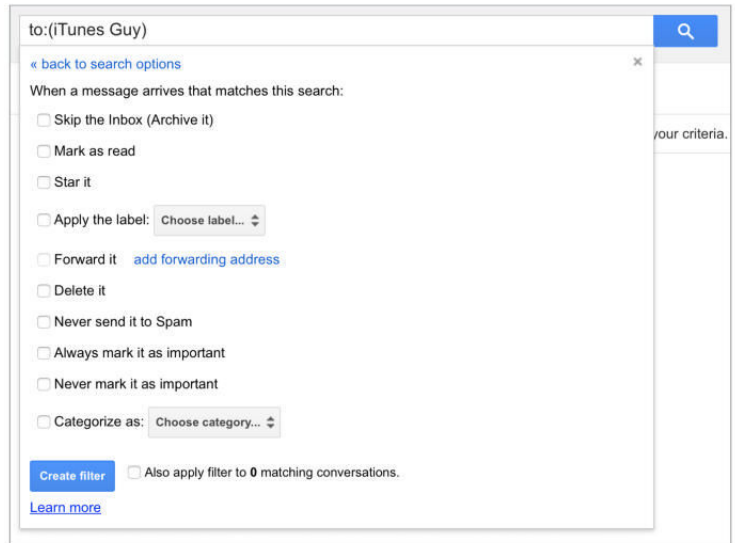 to:(iTunes Guy)
« back to search options
×
When a message arrives that matches this search:
Skip the Inbox (Archive it)
your criteria.
Mark as read
Star it
Apply the label: Choose label...
Forward it add forwarding address
Delete it
Never send it to Spam
Always mark it as important
Never mark it as important
Categorize as: Choose category...
Create filter Also apply filter to 0 matching conversations.
Learn more